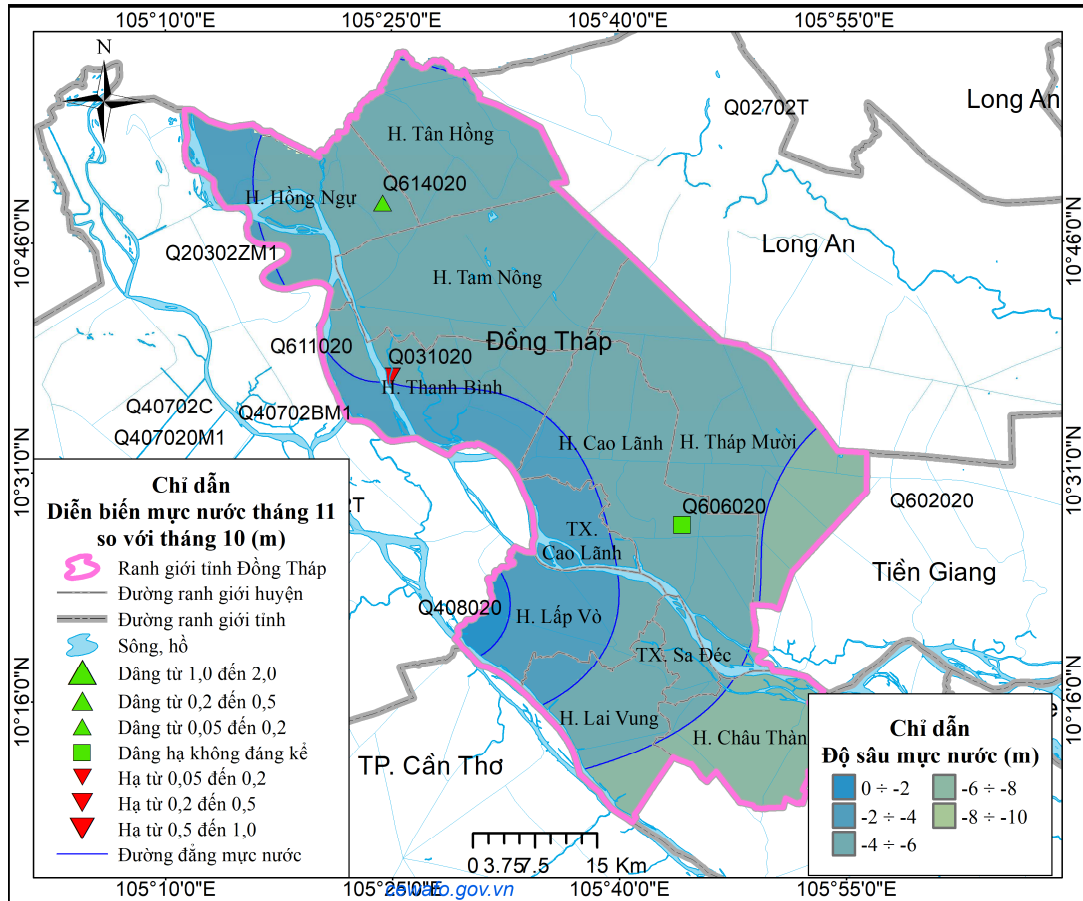 105°10'0"E 105°25'0"E 105°40'0"E 105°55'0"E
N
Long An
Q02702T
H. Tân Hồng
Q614020
H. Hồng Ngự
10°46'0"N
10°46'0"N
Long An
Q20302ZM1
H. Tam Nông
Đồng Tháp
Q611020
Q031020
H. Thanh Bình
Q40702C
Q40702BM1
Q407020M1
H. Cao Lãnh
H. Tháp Mười
10°31'0"N
10°31'0"N
Q602020
Q606020
TX.
Cao Lãnh
Tiền Giang
Q408020
H. Lấp Vò
TX. Sa Đéc
10°16'0"N
10°16'0"N
H. Lai Vung
H. Châu Thàn
TP. Cần Thơ
Chỉ dẫn
Diễn biến mực nước tháng 11
so với tháng 10 (m)
Ranh giới tỉnh Đồng Tháp
Đường ranh giới huyện
Đường ranh giới tỉnh
Sông, hồ
Dâng từ 1,0 đến 2,0
Dâng từ 0,2 đến 0,5
Dâng từ 0,05 đến 0,2
Dâng hạ không đáng kể
Hạ từ 0,05 đến 0,2
Hạ từ 0,2 đến 0,5
Hạ từ 0,5 đến 1,0
Đường đẳng mực nước
Chỉ dẫn
Độ sâu mực nước (m)
0 ÷ -2
-2 ÷ -4
-4 ÷ -6
-6 ÷ -8
-8 ÷ -10
0 3.75 7.5 15 Km
105°10'0"E 105°25'0"E 105°40'0"E 105°55'0"E
cewafo.gov.vn